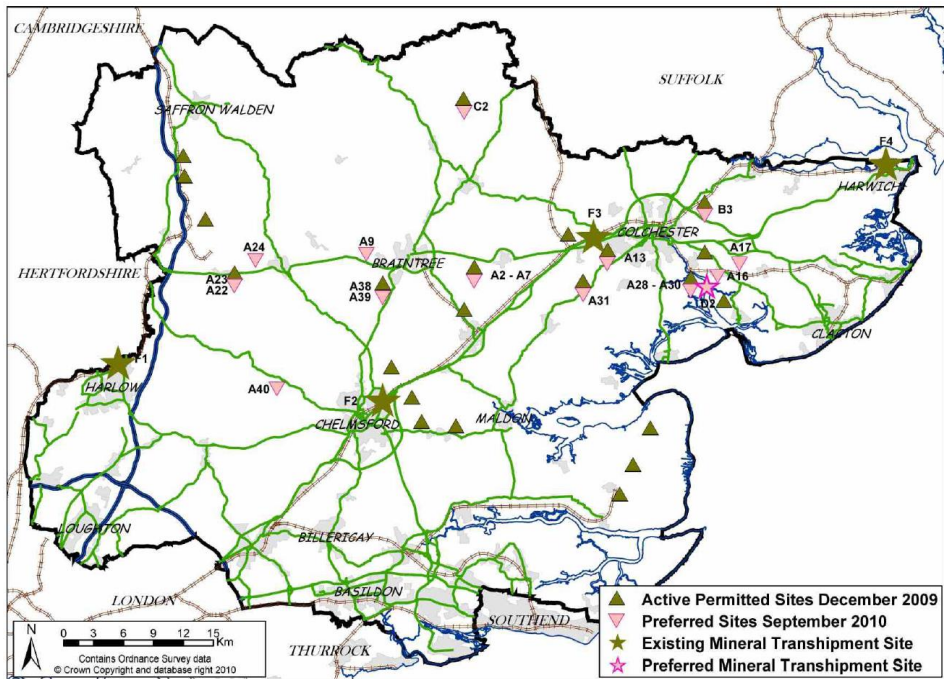 CAMBRIDGESHIRE
SUFFOLK
SAFFRON WALDEN
C2
F4
HARWICH
B3
F3
COLCHESTER
A24
A9
BRAINTREE
A13
A17
HERTFORDSHIRE
A23
A22
A38
A39
A2 - A7
A31
A28 - A30
A16
D2
CLACTON
F1
HARLOW
A40
F2
CHELMSFORD
MALDON
LOUGHTON
BILLERICAY
BASILDON
LONDON
SOUTHEND
THURROCK
N
0 3 6 9 12 15
Km
Contains Ordnance Survey data
© Crown Copyright and database right 2010
Active Permitted Sites December 2009
Preferred Sites September 2010
Existing Mineral Transhipment Site
Preferred Mineral Transhipment Site